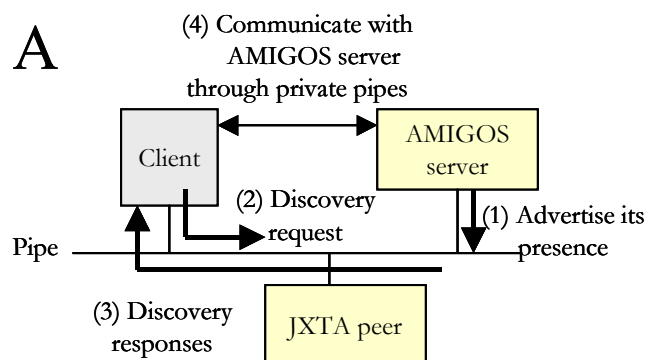 A
(4) Communicate with
AMIGOS server
through private pipes
Client
AMIGOS
server
(2) Discovery
request
(1) Advertise its
presence
Pipe
(3) Discovery
responses
JXTA peer